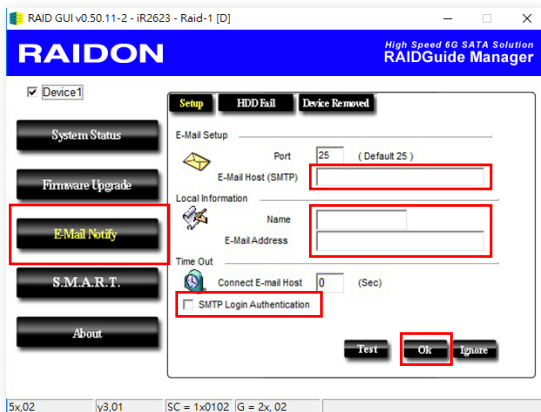 RAID GUI v0.50.11-2 - iR2623 - Raid-1 [D]
RAIDON
High Speed 6G SATA Solution
RAIDGuide Manager
Device1
Setup HDD Fail Device Removed
System Status
Firmware Upgrade
E-Mail Notify
S.M.A.R.T.
About
E-Mail Setup
Port 25 ( Default 25 )
E-Mail Host (SMTP)
Local Information
Name
E-Mail Address
Time Out
Connect E-mail Host 0 (Sec)
SMTP Login Authentication
Test Ok Ignore
5x,02 y3,01 SC = 1x0102 G = 2x, 02